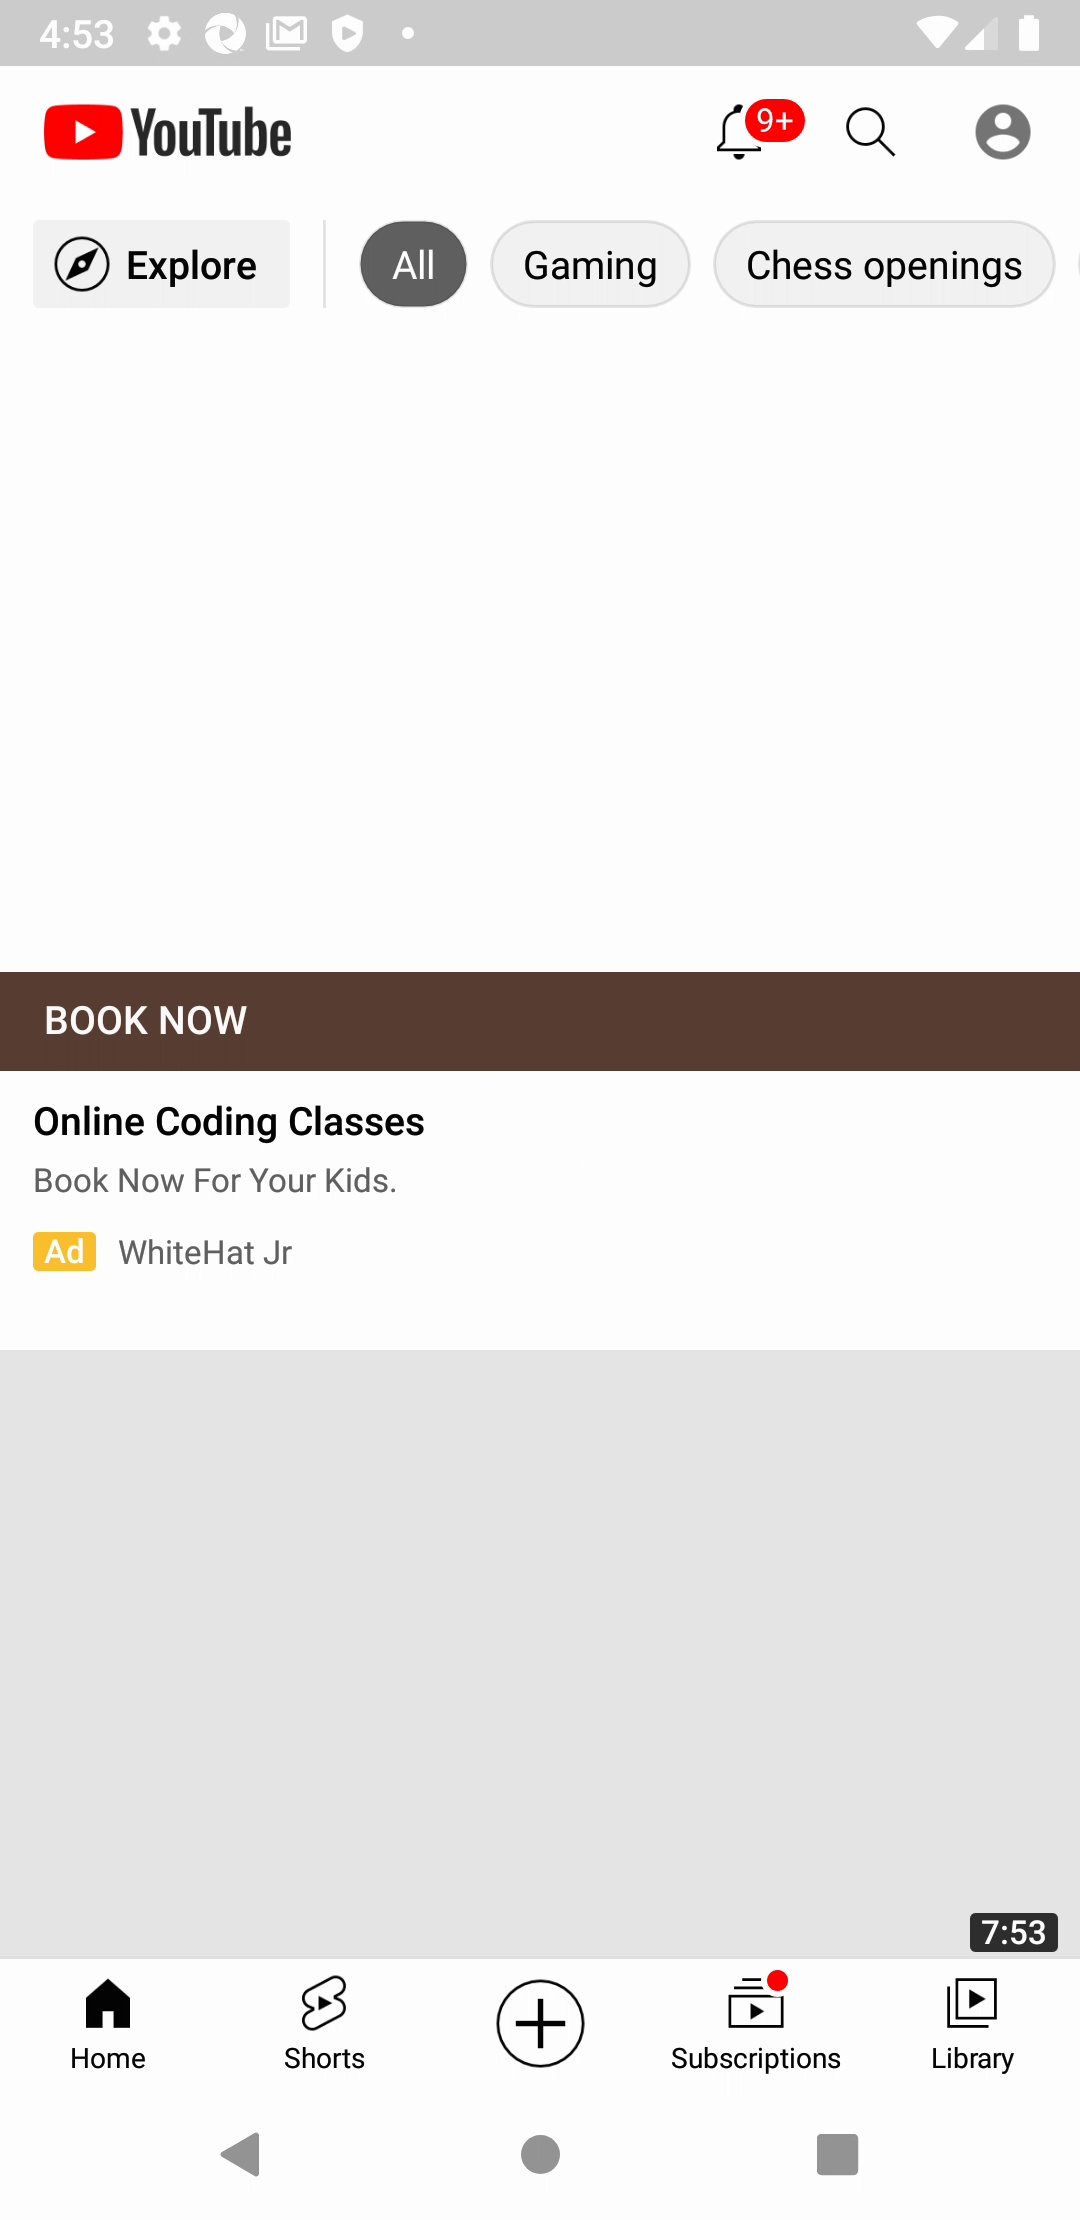 4:53
YouTube
9+
Explore
All
Gaming
Chess openings
BOOK NOW
Online Coding Classes
Book Now For Your Kids.
Ad
WhiteHat Jr
7:53
Home
Shorts
Subscriptions
Library